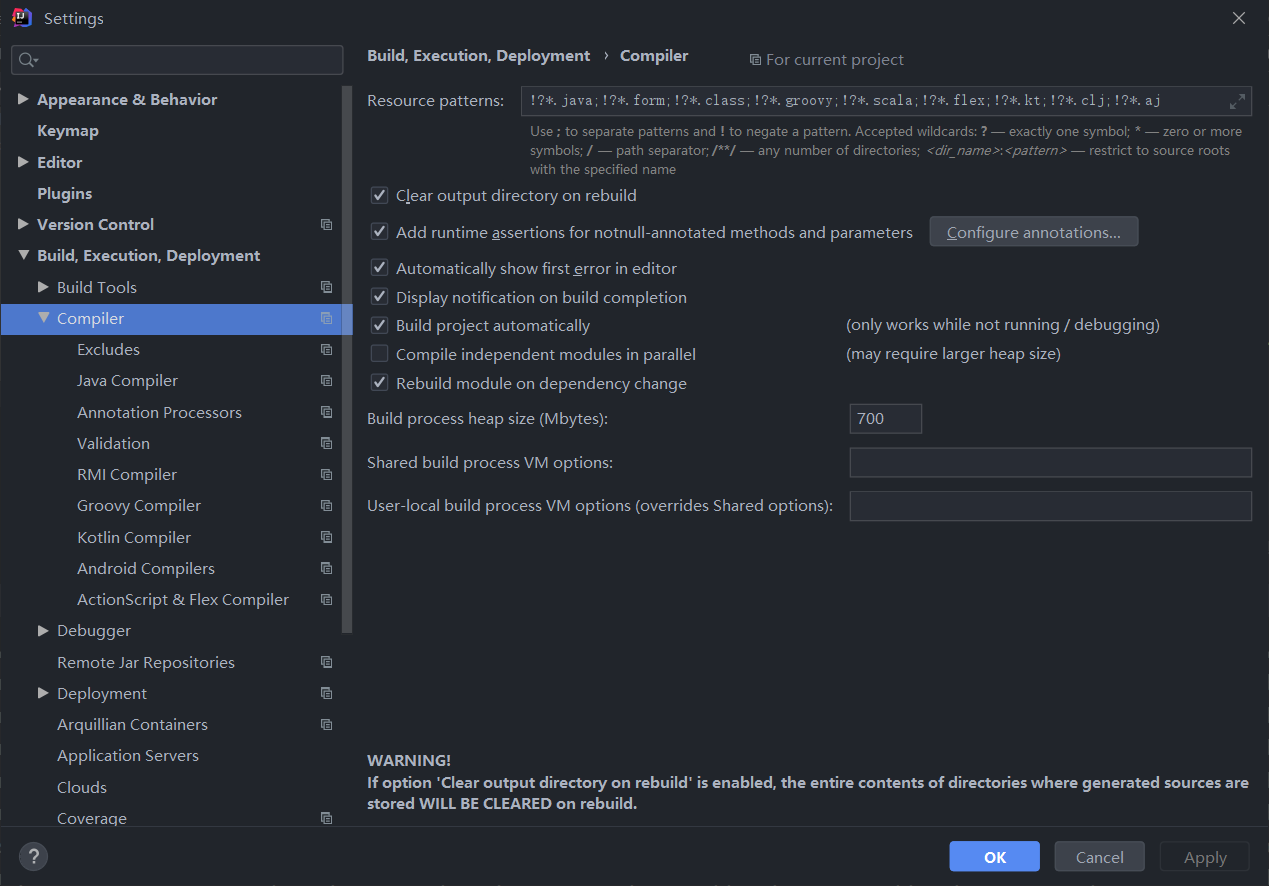 Settings
Build, Execution, Deployment › Compiler
For current project
Appearance & Behavior
Keymap
Editor
Plugins
Version Control
Build, Execution, Deployment
Build Tools
Compiler
Excludes
Java Compiler
Annotation Processors
Validation
RMI Compiler
Groovy Compiler
Kotlin Compiler
Android Compilers
ActionScript & Flex Compiler
Debugger
Remote Jar Repositories
Deployment
Arquillian Containers
Application Servers
Clouds
Coverage
Resource patterns: !?*.java;!?*.form;!?*.class;!?*.groovy;!?*.scala;!?*.flex;!?*.kt;!?*.clj;!?*.aj
Use ; to separate patterns and ! to negate a pattern. Accepted wildcards: ? — exactly one symbol; * — zero or more
symbols; / — path separator; /**/ — any number of directories; <dir_name>:<pattern> — restrict to source roots
with the specified name
Clear output directory on rebuild
Add runtime assertions for notnull-annotated methods and parameters Configure annotations...
Automatically show first error in editor
Display notification on build completion
Build project automatically (only works while not running / debugging)
Compile independent modules in parallel (may require larger heap size)
Rebuild module on dependency change
Build process heap size (Mbytes): 700
Shared build process VM options:
User-local build process VM options (overrides Shared options):
WARNING!
If option 'Clear output directory on rebuild' is enabled, the entire contents of directories where generated sources are
stored WILL BE CLEARED on rebuild.
? OK Cancel Apply